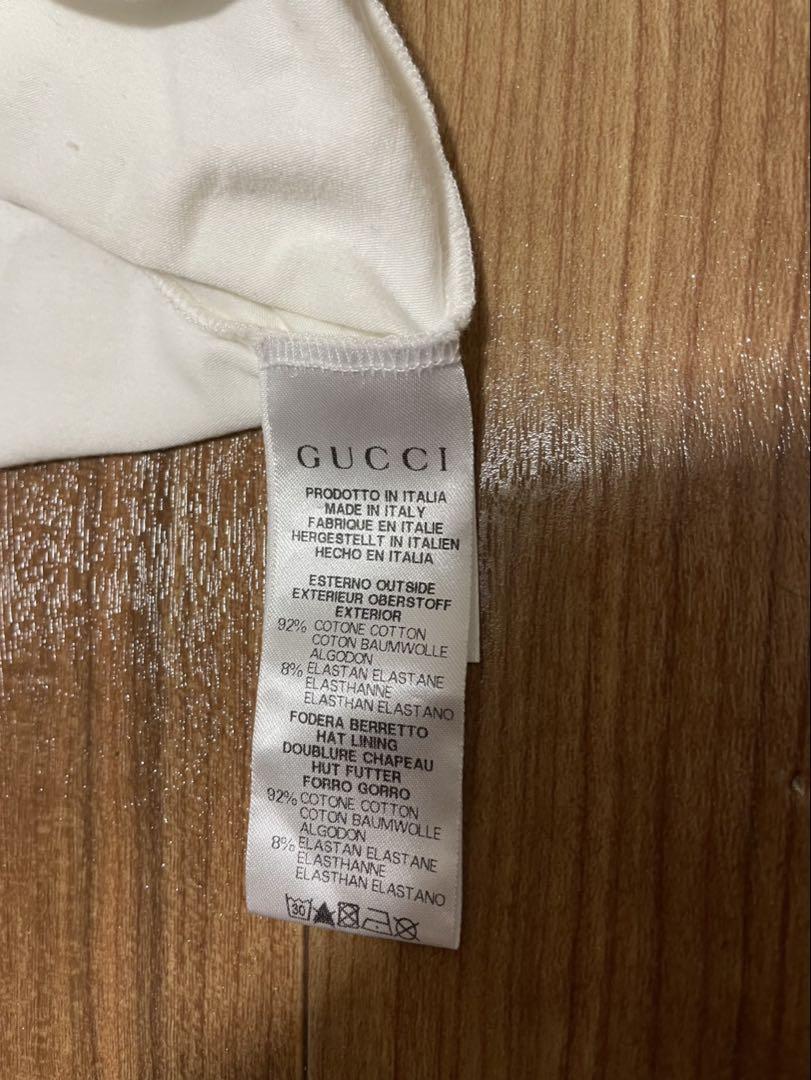 GUCCI
PRODOTTO IN ITALIA
MADE IN ITALY
FABRIQUE EN ITALIE
HERGESTELLT IN ITALIEN
HECHO EN ITALIA
ESTERNO OUTSIDE
EXTERIEUR OBERSTOFF
EXTERIOR
92% COTONE COTTON
COTON BAUMWOLLE
ALGODON
8% ELASTAN ELASTANE
ELASTHANNE
ELASTHAN ELASTANO
FODERA BERRETTO
HAT LINING
DOUBLURE CHAPEAU
HUT FUTTER
FORRO GORRO
92% COTONE COTTON
COTON BAUMWOLLE
ALGODON
8% ELASTAN ELASTANE
ELASTHANNE
ELASTHAN ELASTANO
30